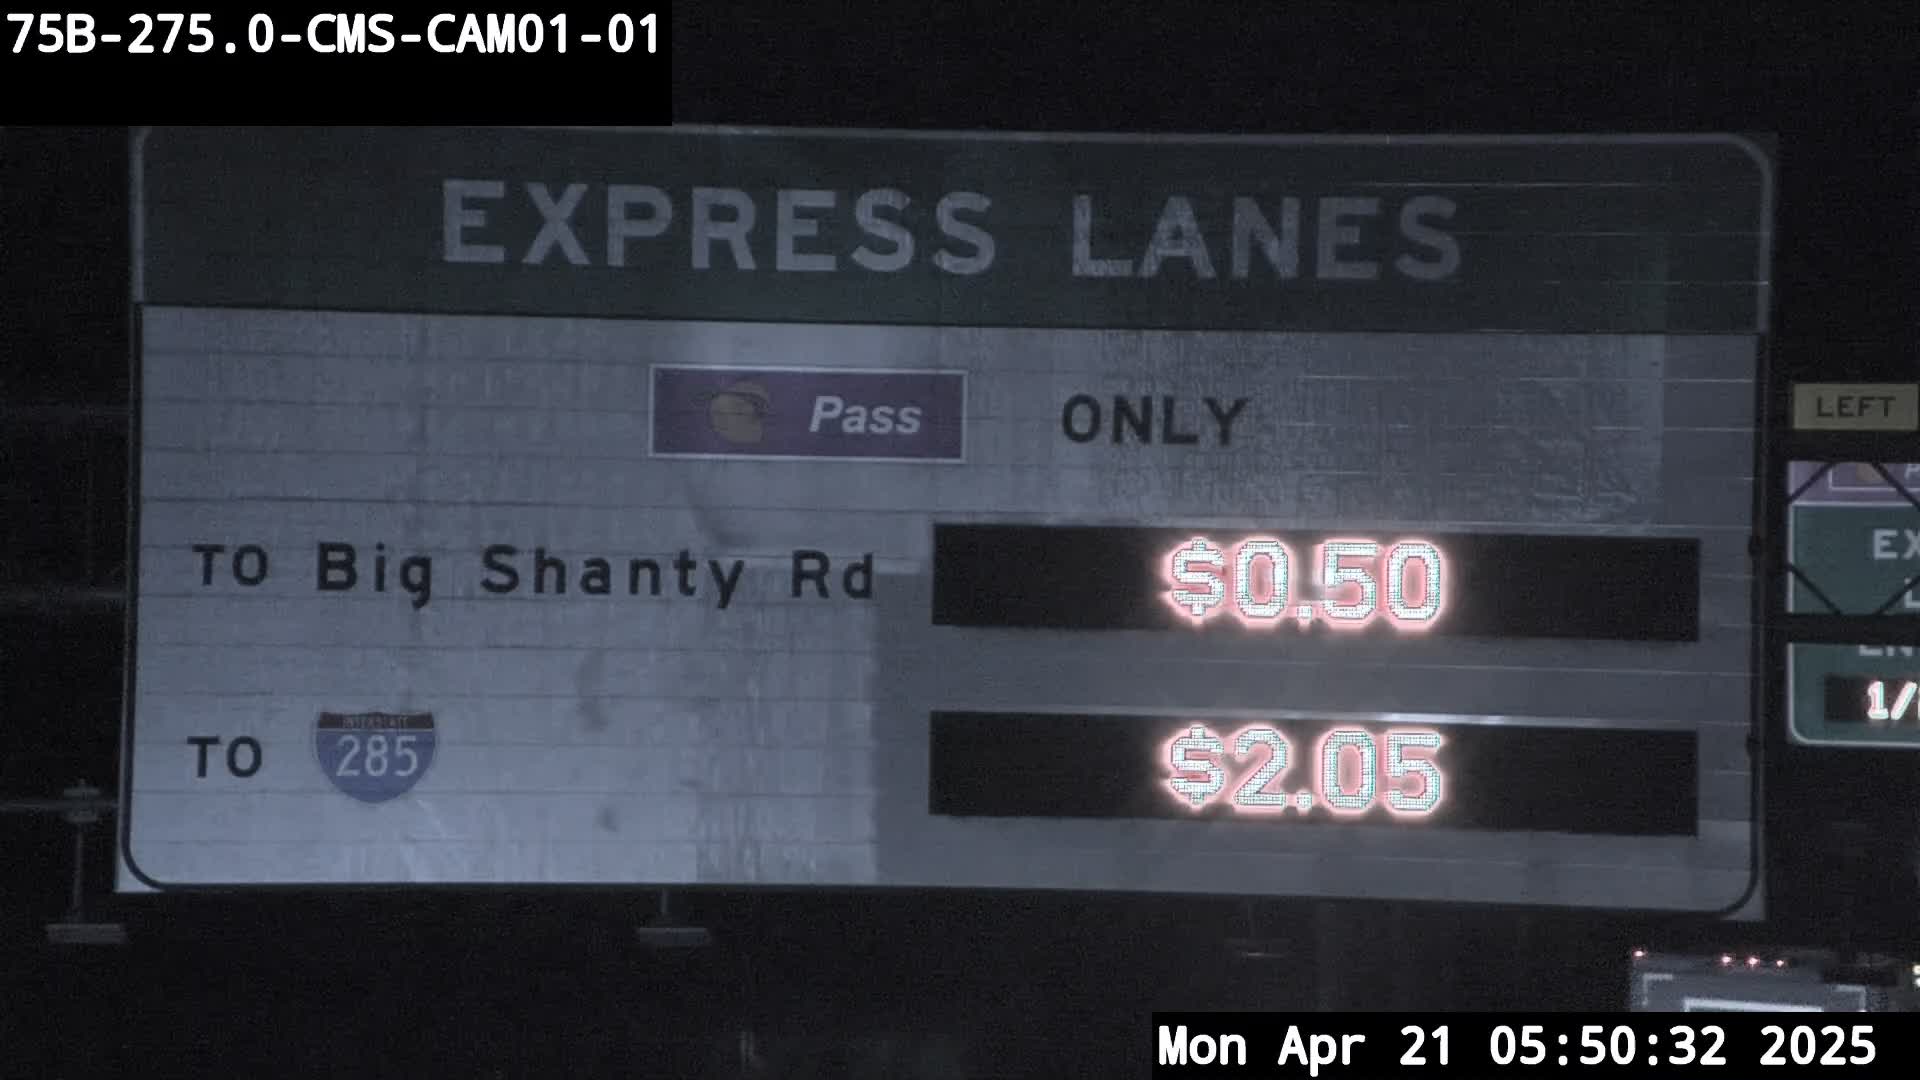 75B-275.0-CMS-CAM01-01
EXPRESS LANES
Pass ONLY
LEFT
TO Big Shanty Rd $0.50
TO INTERSTATE 285 $2.05
Mon Apr 21 05:50:32 2025